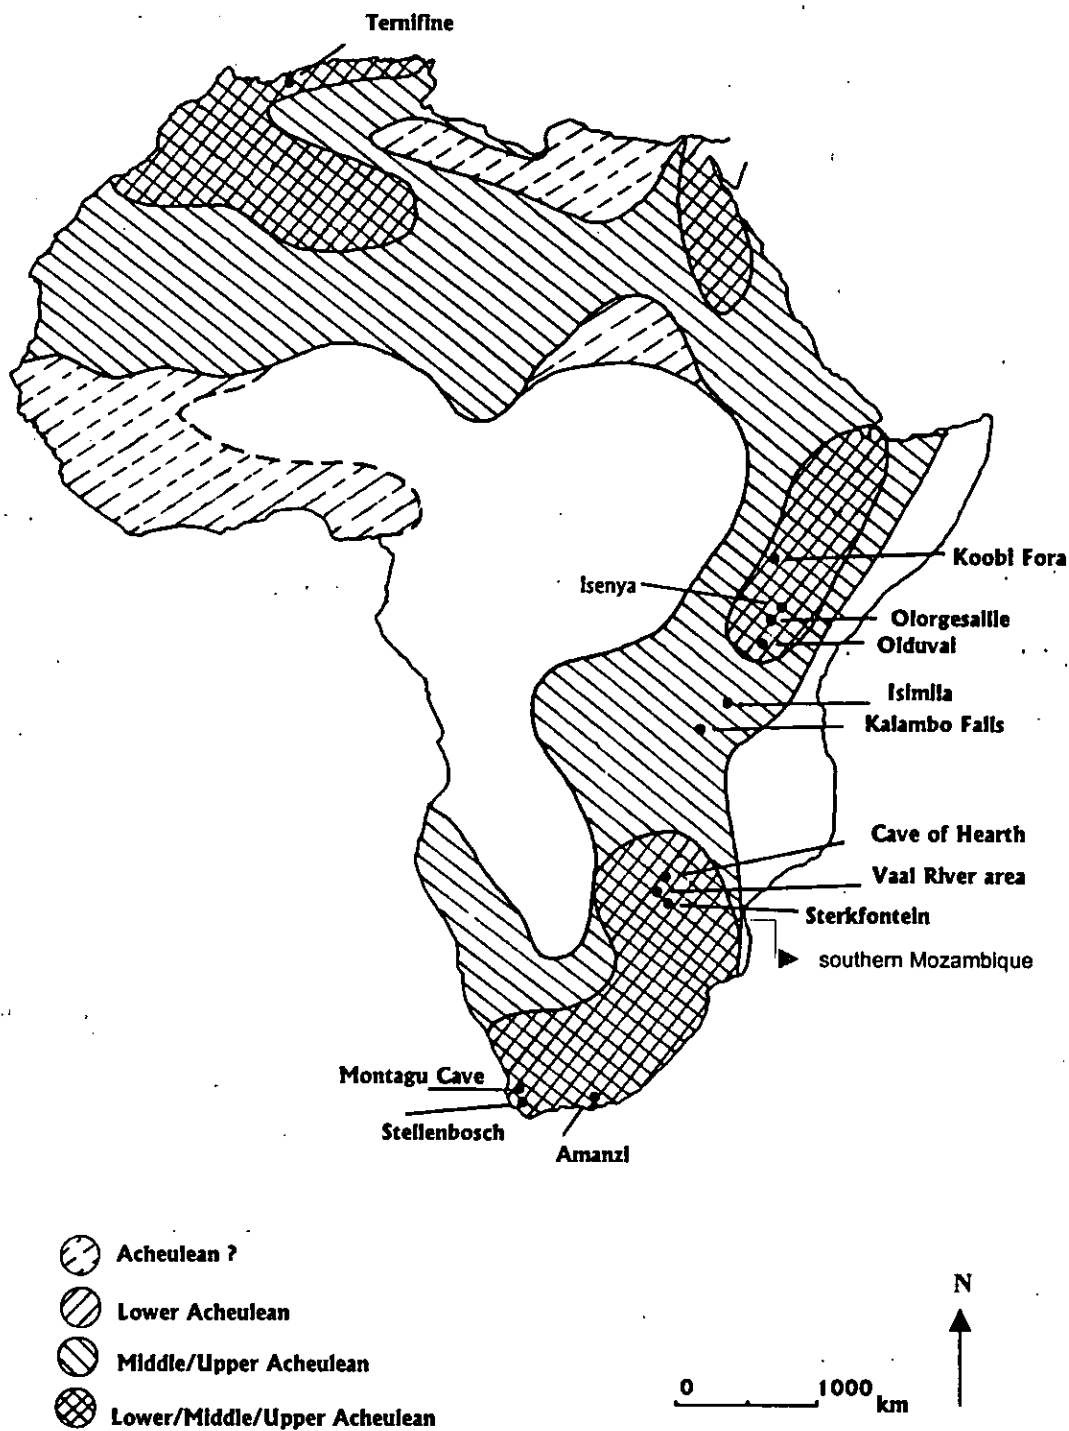 Ternifine
Koobi Fora
Isenya
Olorgesailie
Olduvai
Isimila
Kalambo Falls
Cave of Hearth
Vaal River area
Sterkfontein
southern Mozambique
Montagu Cave
Stellenbosch
Amanzi
Acheulean ?
Lower Acheulean
Middle/Upper Acheulean
Lower/Middle/Upper Acheulean
N
0 1000 km